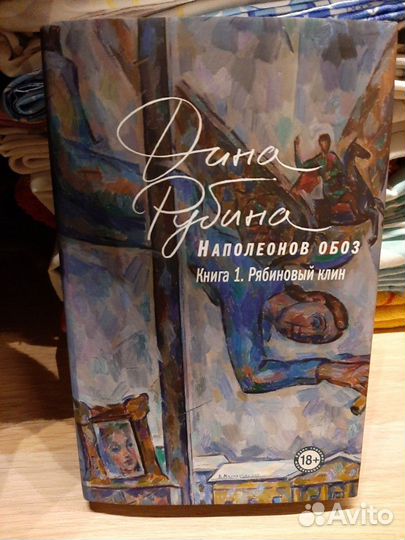 Дина
Рубина
НАПОЛЕОНОВ ОБОЗ
Книга 1. Рябиновый клин
18+
Avito